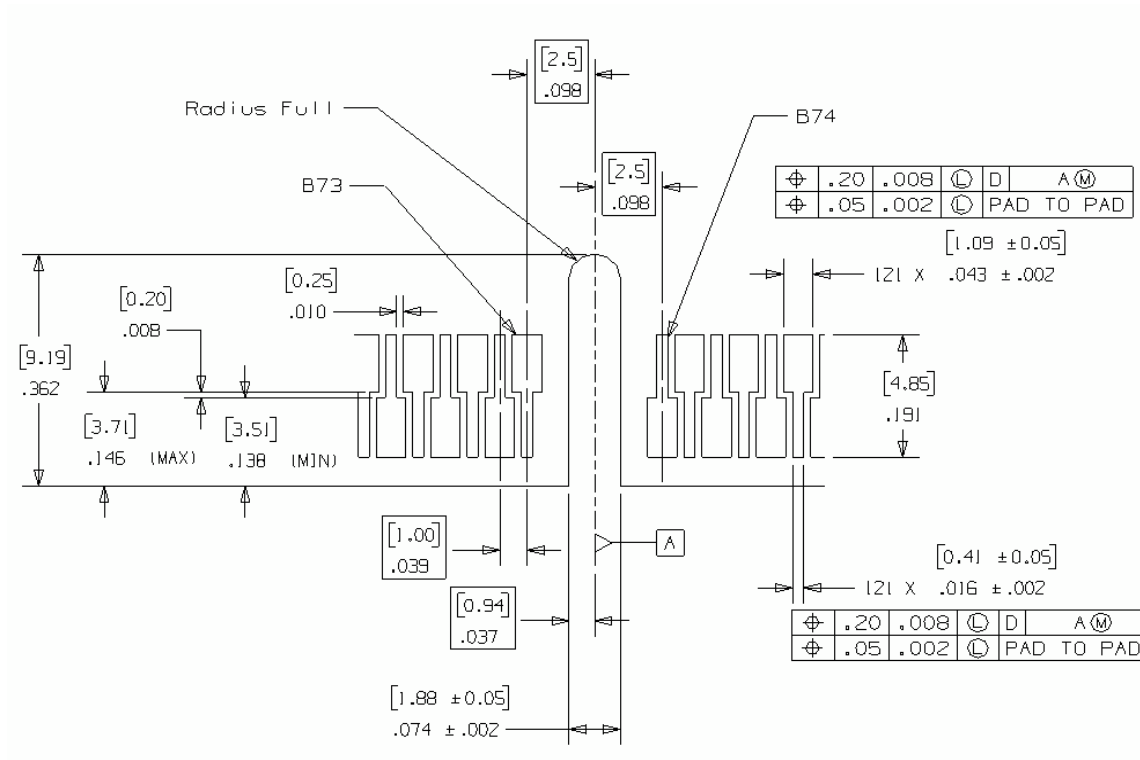 [2.5]
.098
Radius Full
B74
[2.5]
.098
B73
⌖ .20 .008 Ⓛ D A Ⓜ
⌖ .05 .002 Ⓛ PAD TO PAD
[1.09 ±0.05]
121 X .043 ±.002
[0.25]
.010
[0.20]
.008
[9.19]
.362
[4.85]
.191
[3.71]
.146 (MAX)
[3.51]
.138 (MIN)
[1.00]
.039
A
[0.41 ±0.05]
121 X .016 ±.002
[0.94]
.037
⌖ .20 .008 Ⓛ D A Ⓜ
⌖ .05 .002 Ⓛ PAD TO PAD
[1.88 ±0.05]
.074 ±.002